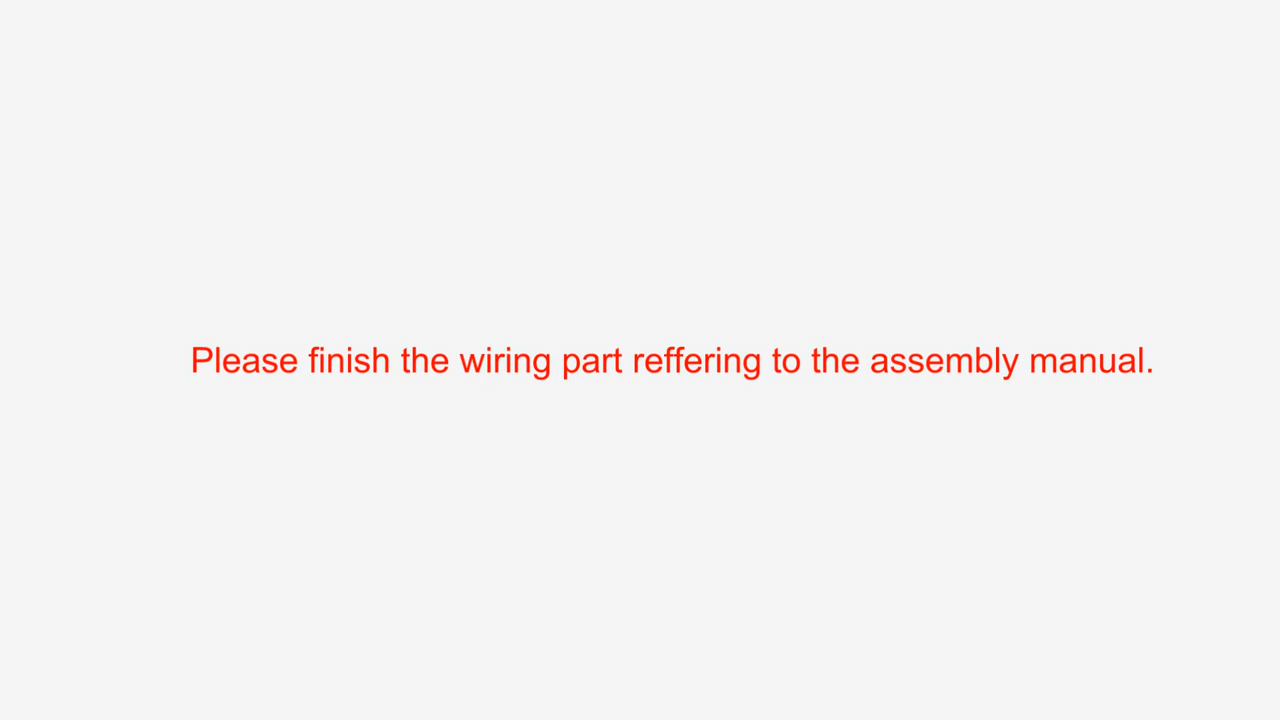 Please finish the wiring part reffering to the assembly manual.